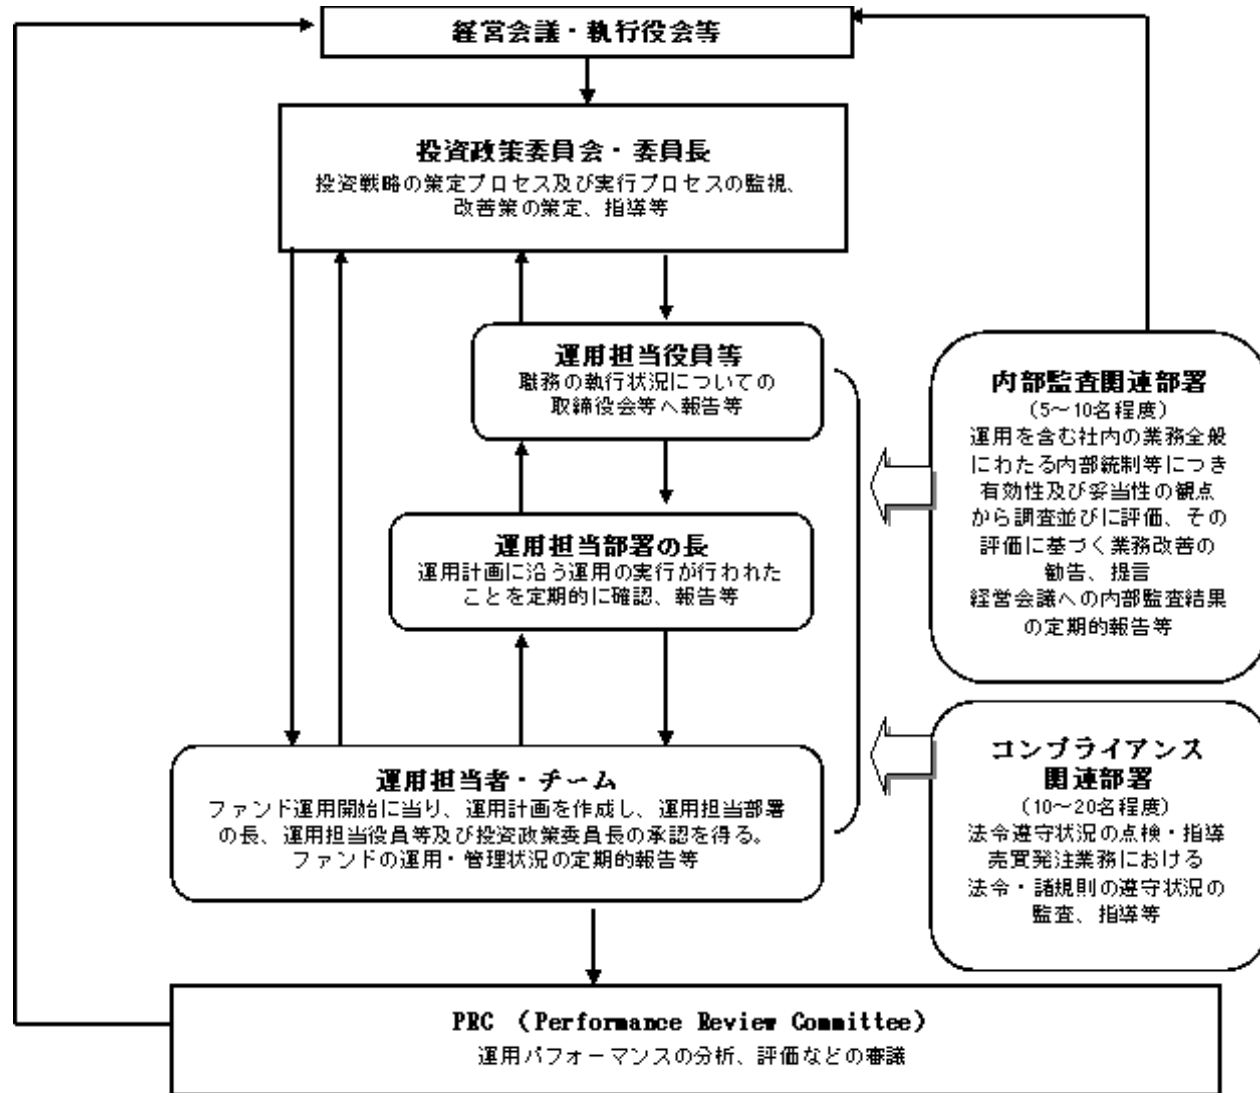 経営会議・執行役会等
投資政策委員会・委員長
投資戦略の策定プロセス及び実行プロセスの監視、
改善策の策定、指導等
運用担当役員等
職務の執行状況についての
取締役会等へ報告等
運用担当部署の長
運用計画に沿う運用の実行が行われた
ことを定期的に確認、報告等
運用担当者・チーム
ファンド運用開始に当り、運用計画を作成し、運用担当部署
の長、運用担当役員等及び投資政策委員長の承認を得る。
ファンドの運用・管理状況の定期的報告等
内部監査関連部署
（5～10名程度）
運用を含む社内の業務全般
にわたる内部統制等につき
有効性及び妥当性の観点
から調査並びに評価、その
評価に基づく業務改善の
勧告、提言
経営会議への内部監査結果
の定期的報告等
コンプライアンス
関連部署
（10～20名程度）
法令遵守状況の点検・指導
売買発注業務における
法令・諸規則の遵守状況の
監査、指導等
PRC （Performance Review Committee）
運用パフォーマンスの分析、評価などの審議